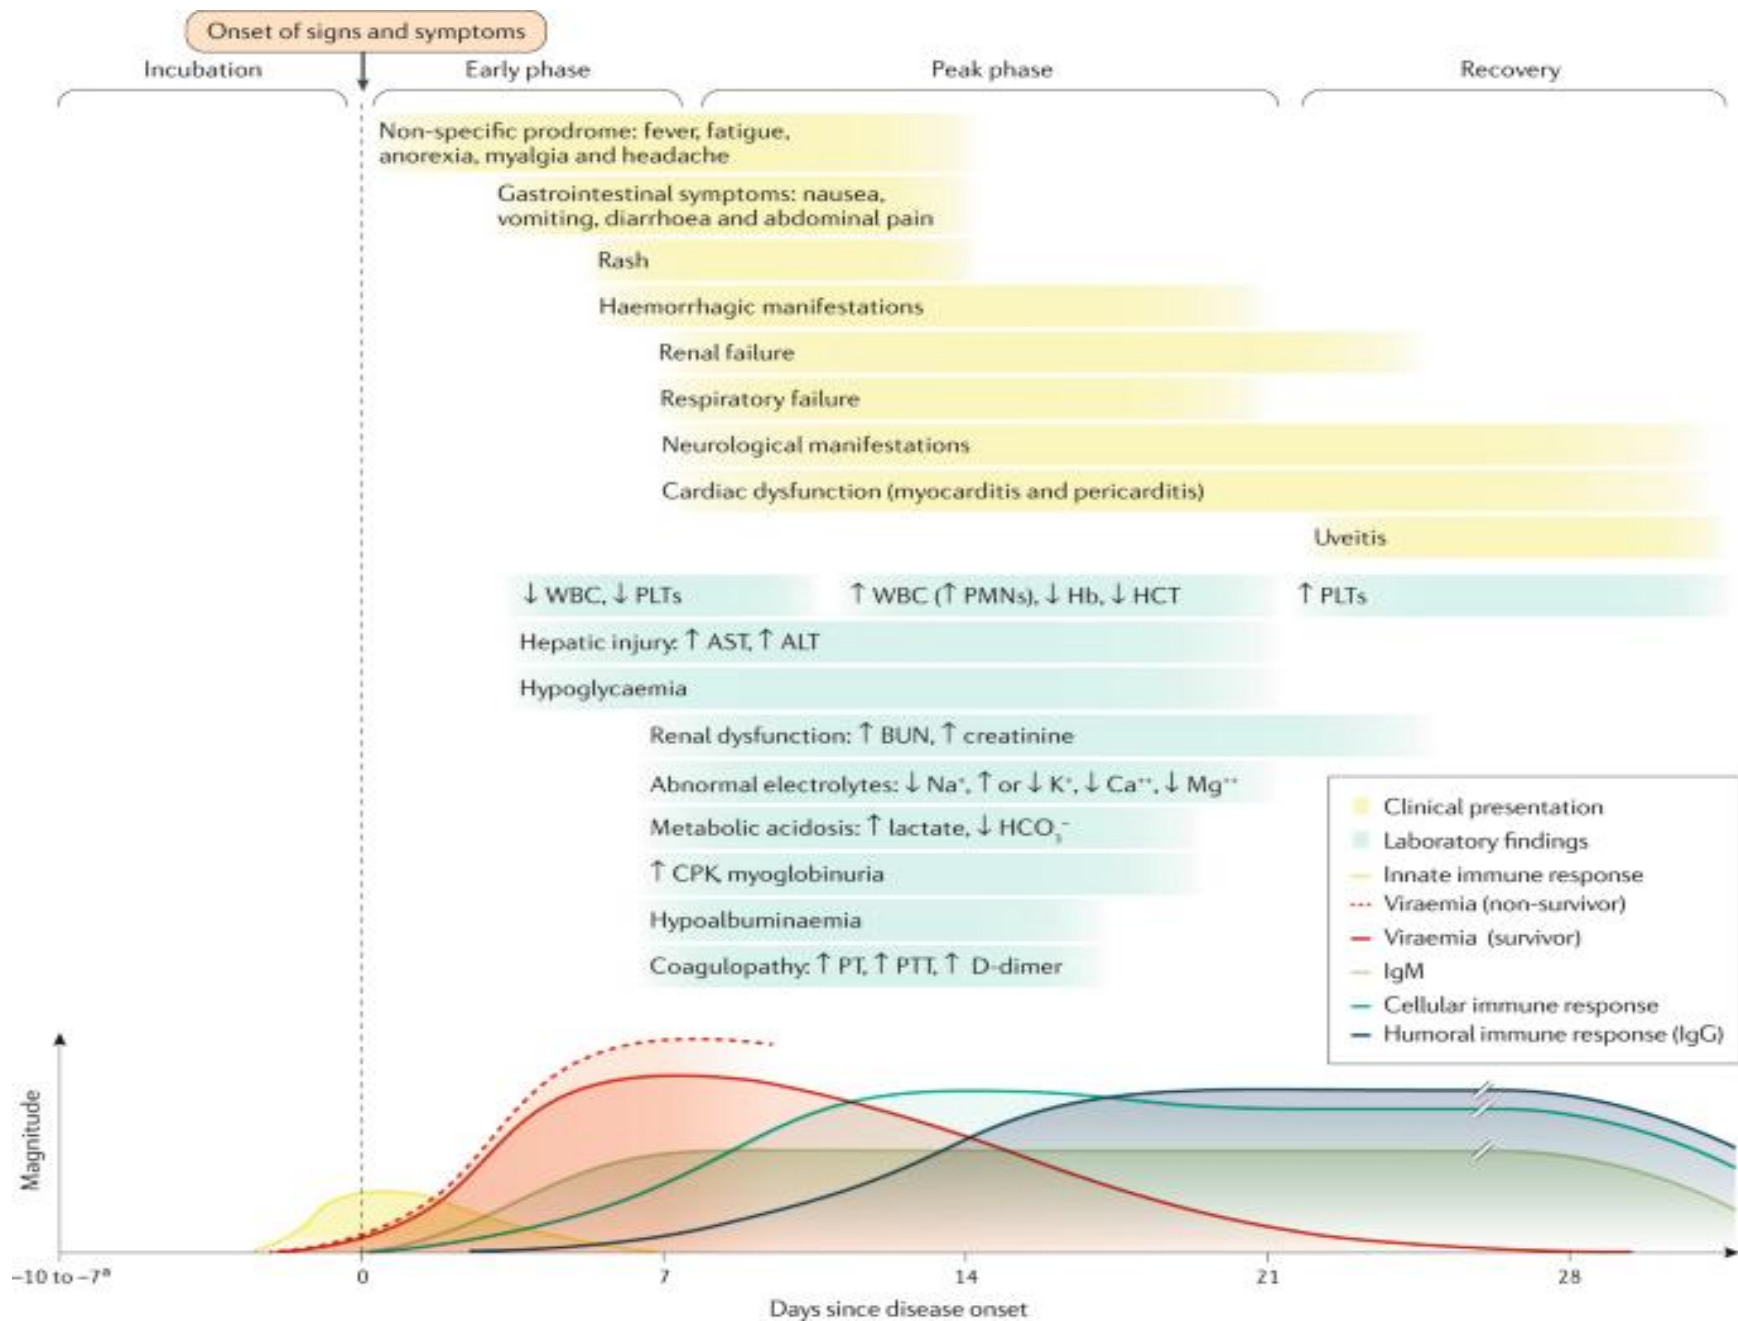 Onset of signs and symptoms
Incubation
Early phase
Peak phase
Recovery
Non-specific prodrome: fever, fatigue,
anorexia, myalgia and headache
Gastrointestinal symptoms: nausea,
vomiting, diarrhoea and abdominal pain
Rash
Haemorrhagic manifestations
Renal failure
Respiratory failure
Neurological manifestations
Cardiac dysfunction (myocarditis and pericarditis)
Uveitis
↓ WBC, ↓ PLTs
↑ WBC (↑ PMNs), ↓ Hb, ↓ HCT
↑ PLTs
Hepatic injury: ↑ AST, ↑ ALT
Hypoglycaemia
Renal dysfunction: ↑ BUN, ↑ creatinine
Abnormal electrolytes: ↓ Na⁺, ↑ or ↓ K⁺, ↓ Ca⁺⁺, ↓ Mg⁺⁺
Metabolic acidosis: ↑ lactate, ↓ HCO₃⁻
↑ CPK, myoglobinuria
Hypoalbuminaemia
Coagulopathy: ↑ PT, ↑ PTT, ↑ D-dimer
Clinical presentation
Laboratory findings
Innate immune response
Viraemia (non-survivor)
Viraemia (survivor)
IgM
Cellular immune response
Humoral immune response (IgG)
Magnitude
–10 to –7ª
0
7
14
21
28
Days since disease onset